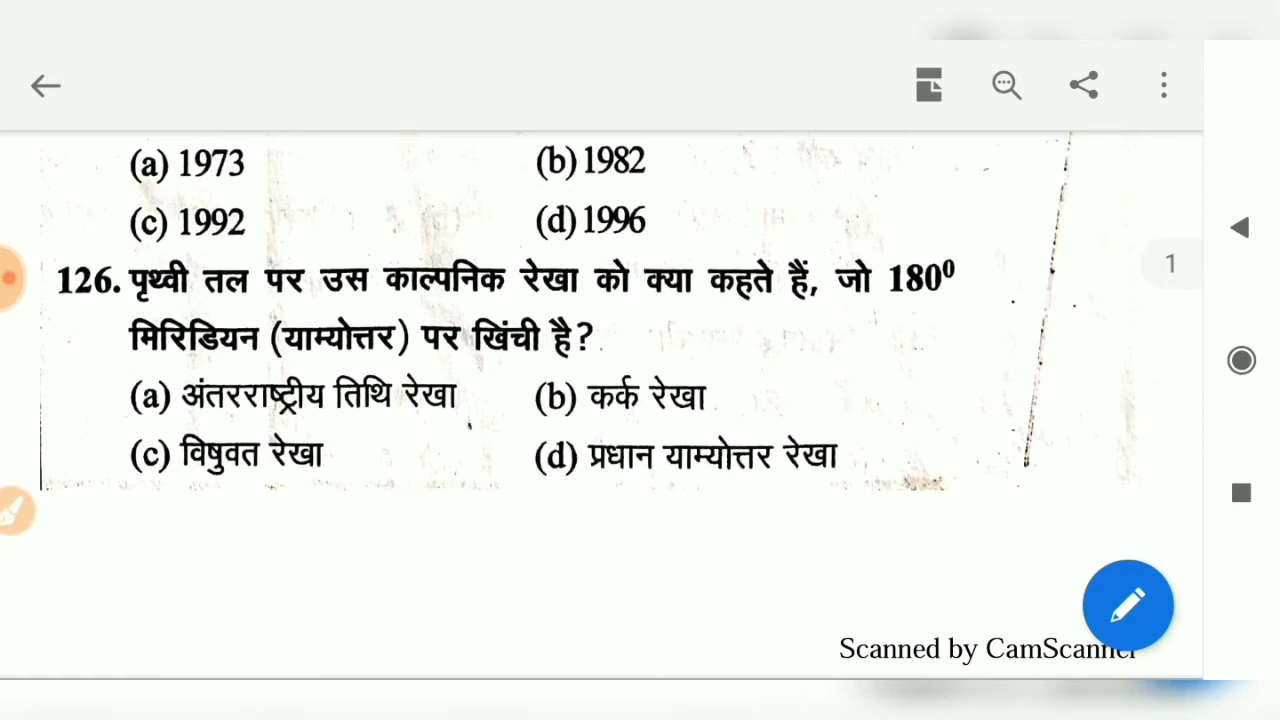 (a) 1973 (b) 1982
(c) 1992 (d) 1996
1
126. पृथ्वी तल पर उस काल्पनिक रेखा को क्या कहते हैं, जो 180⁰
मिरिडियन (याम्योत्तर) पर खिंची है?
(a) अंतरराष्ट्रीय तिथि रेखा (b) कर्क रेखा
(c) विषुवत रेखा (d) प्रधान याम्योत्तर रेखा
Scanned by CamScanner